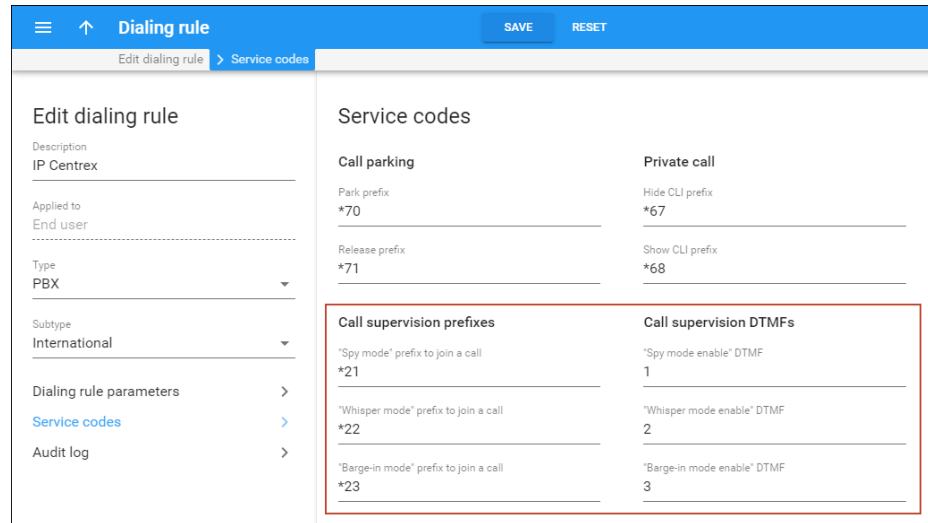 Dialing rule
SAVE
RESET
Edit dialing rule
Service codes
Edit dialing rule
Description
IP Centrex
Applied to
End user
Type
PBX
Subtype
International
Dialing rule parameters
Service codes
Audit log
Service codes
Call parking
Park prefix
*70
Release prefix
*71
Private call
Hide CLI prefix
*67
Show CLI prefix
*68
Call supervision prefixes
"Spy mode" prefix to join a call
*21
"Whisper mode" prefix to join a call
*22
"Barge-in mode" prefix to join a call
*23
Call supervision DTMFs
"Spy mode enable" DTMF
1
"Whisper mode enable" DTMF
2
"Barge-in mode enable" DTMF
3